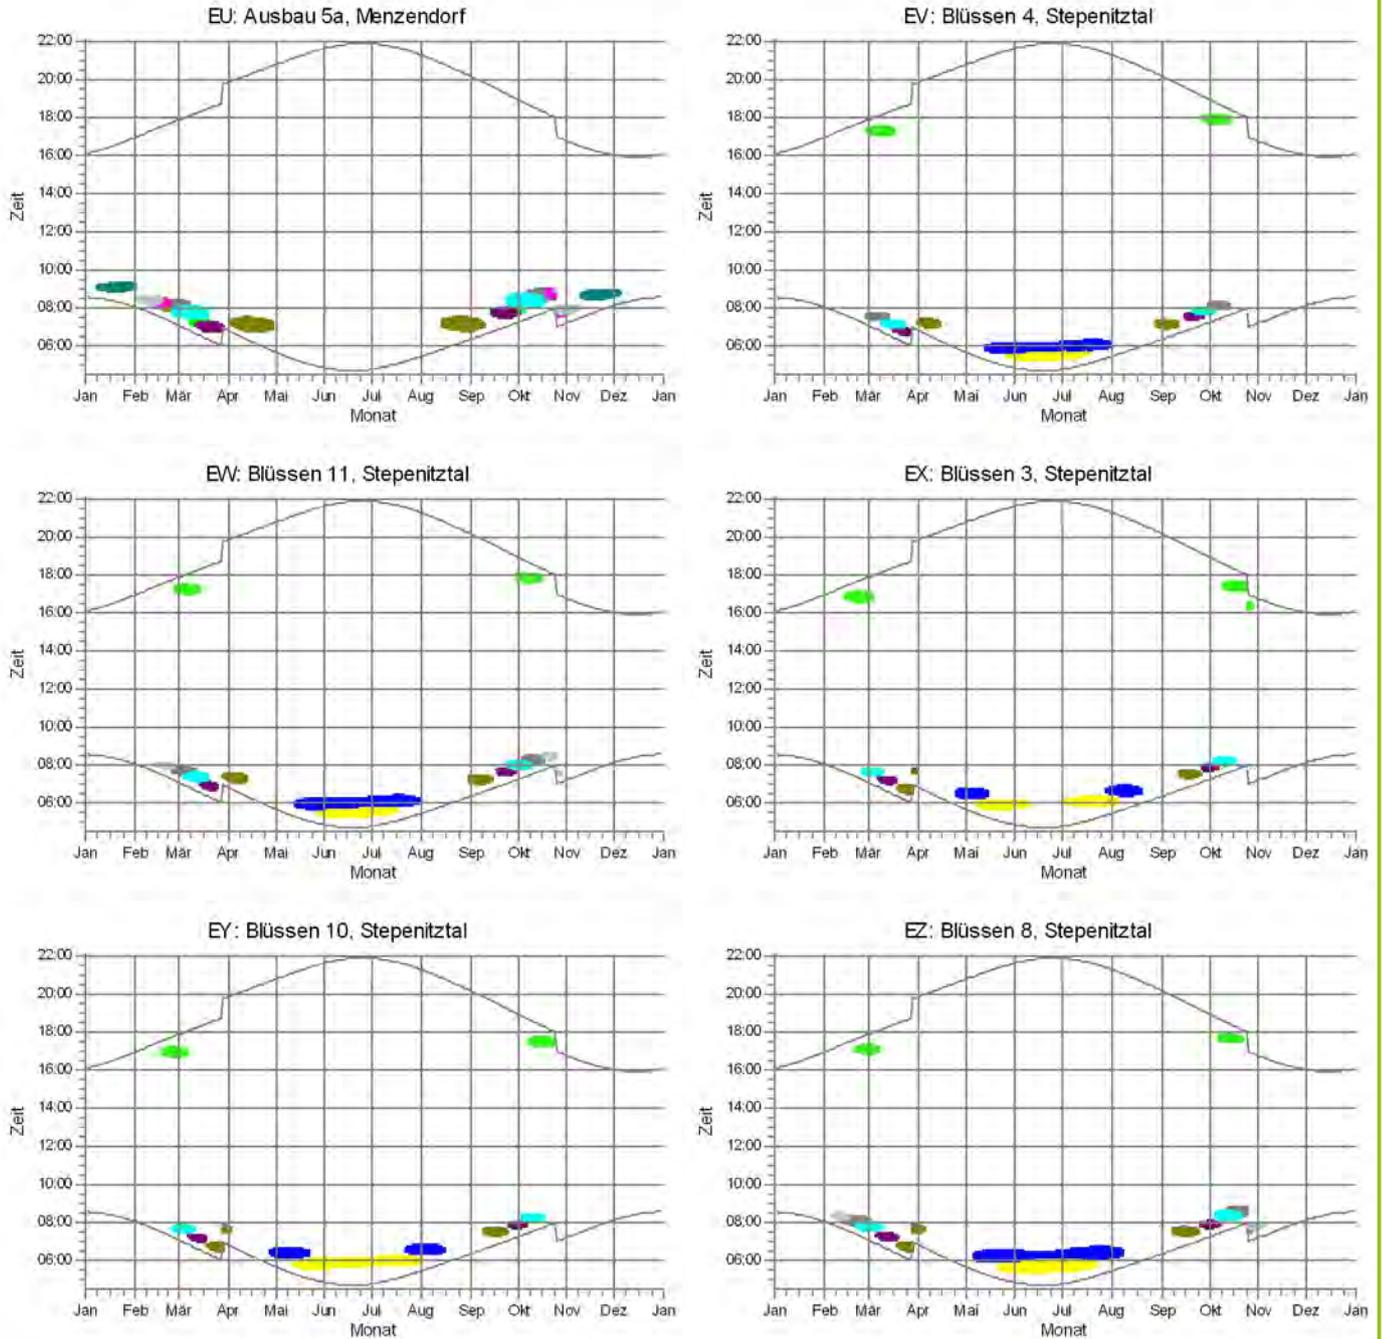 EU: Ausbau 5a, Menzendorf
22:00
20:00
18:00
16:00
14:00
12:00
10:00
08:00
06:00
Zeit
Jan Feb Mär Apr Mai Jun Jul Aug Sep Okt Nov Dez Jan
Monat
EV: Blüssen 4, Stepenitztal
22:00
20:00
18:00
16:00
14:00
12:00
10:00
08:00
06:00
Zeit
Jan Feb Mär Apr Mai Jun Jul Aug Sep Okt Nov Dez Jan
Monat
EW: Blüssen 11, Stepenitztal
22:00
20:00
18:00
16:00
14:00
12:00
10:00
08:00
06:00
Zeit
Jan Feb Mär Apr Mai Jun Jul Aug Sep Okt Nov Dez Jan
Monat
EX: Blüssen 3, Stepenitztal
22:00
20:00
18:00
16:00
14:00
12:00
10:00
08:00
06:00
Zeit
Jan Feb Mär Apr Mai Jun Jul Aug Sep Okt Nov Dez Jan
Monat
EY: Blüssen 10, Stepenitztal
22:00
20:00
18:00
16:00
14:00
12:00
10:00
08:00
06:00
Zeit
Jan Feb Mär Apr Mai Jun Jul Aug Sep Okt Nov Dez Jan
Monat
EZ: Blüssen 8, Stepenitztal
22:00
20:00
18:00
16:00
14:00
12:00
10:00
08:00
06:00
Zeit
Jan Feb Mär Apr Mai Jun Jul Aug Sep Okt Nov Dez Jan
Monat